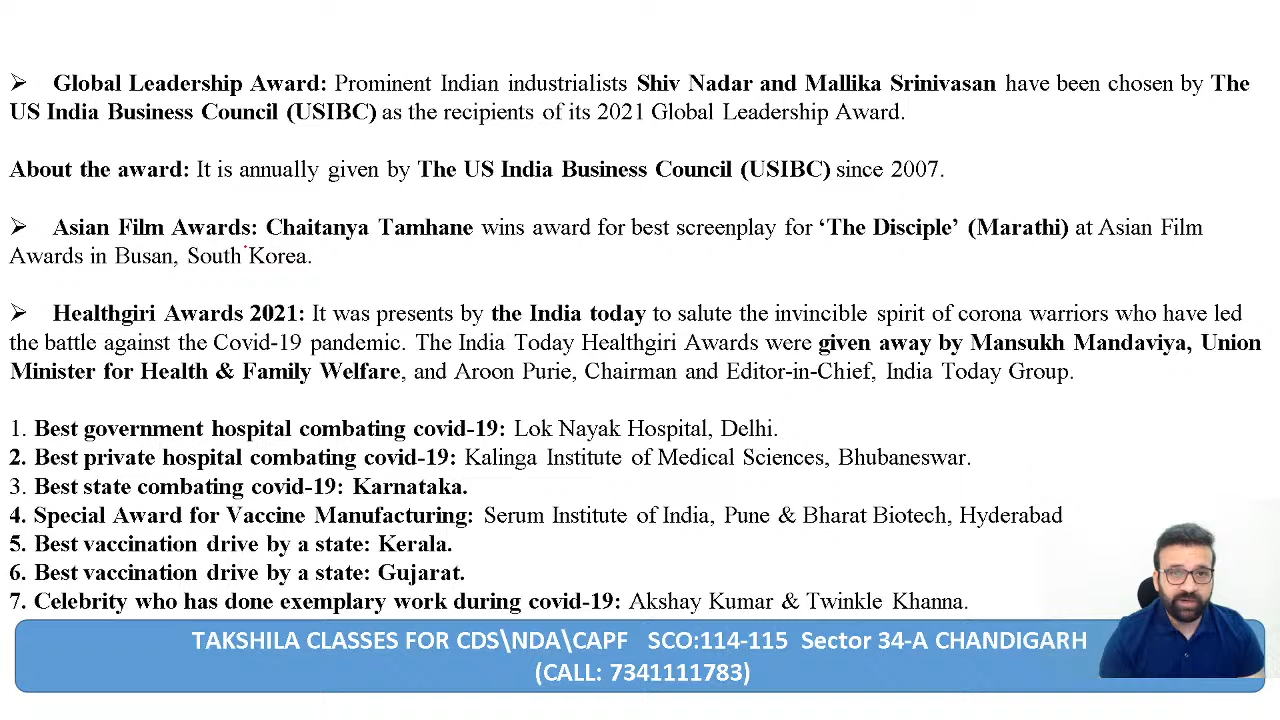 ➢ Global Leadership Award: Prominent Indian industrialists Shiv Nadar and Mallika Srinivasan have been chosen by The
US India Business Council (USIBC) as the recipients of its 2021 Global Leadership Award.
About the award: It is annually given by The US India Business Council (USIBC) since 2007.
➢ Asian Film Awards: Chaitanya Tamhane wins award for best screenplay for ‘The Disciple’ (Marathi) at Asian Film
Awards in Busan, South Korea.
➢ Healthgiri Awards 2021: It was presents by the India today to salute the invincible spirit of corona warriors who have led
the battle against the Covid-19 pandemic. The India Today Healthgiri Awards were given away by Mansukh Mandaviya, Union
Minister for Health & Family Welfare, and Aroon Purie, Chairman and Editor-in-Chief, India Today Group.
1. Best government hospital combating covid-19: Lok Nayak Hospital, Delhi.
2. Best private hospital combating covid-19: Kalinga Institute of Medical Sciences, Bhubaneswar.
3. Best state combating covid-19: Karnataka.
4. Special Award for Vaccine Manufacturing: Serum Institute of India, Pune & Bharat Biotech, Hyderabad
5. Best vaccination drive by a state: Kerala.
6. Best vaccination drive by a state: Gujarat.
7. Celebrity who has done exemplary work during covid-19: Akshay Kumar & Twinkle Khanna.
TAKSHILA CLASSES FOR CDS\NDA\CAPF SCO:114-115 Sector 34-A CHANDIGARH
(CALL: 7341111783)